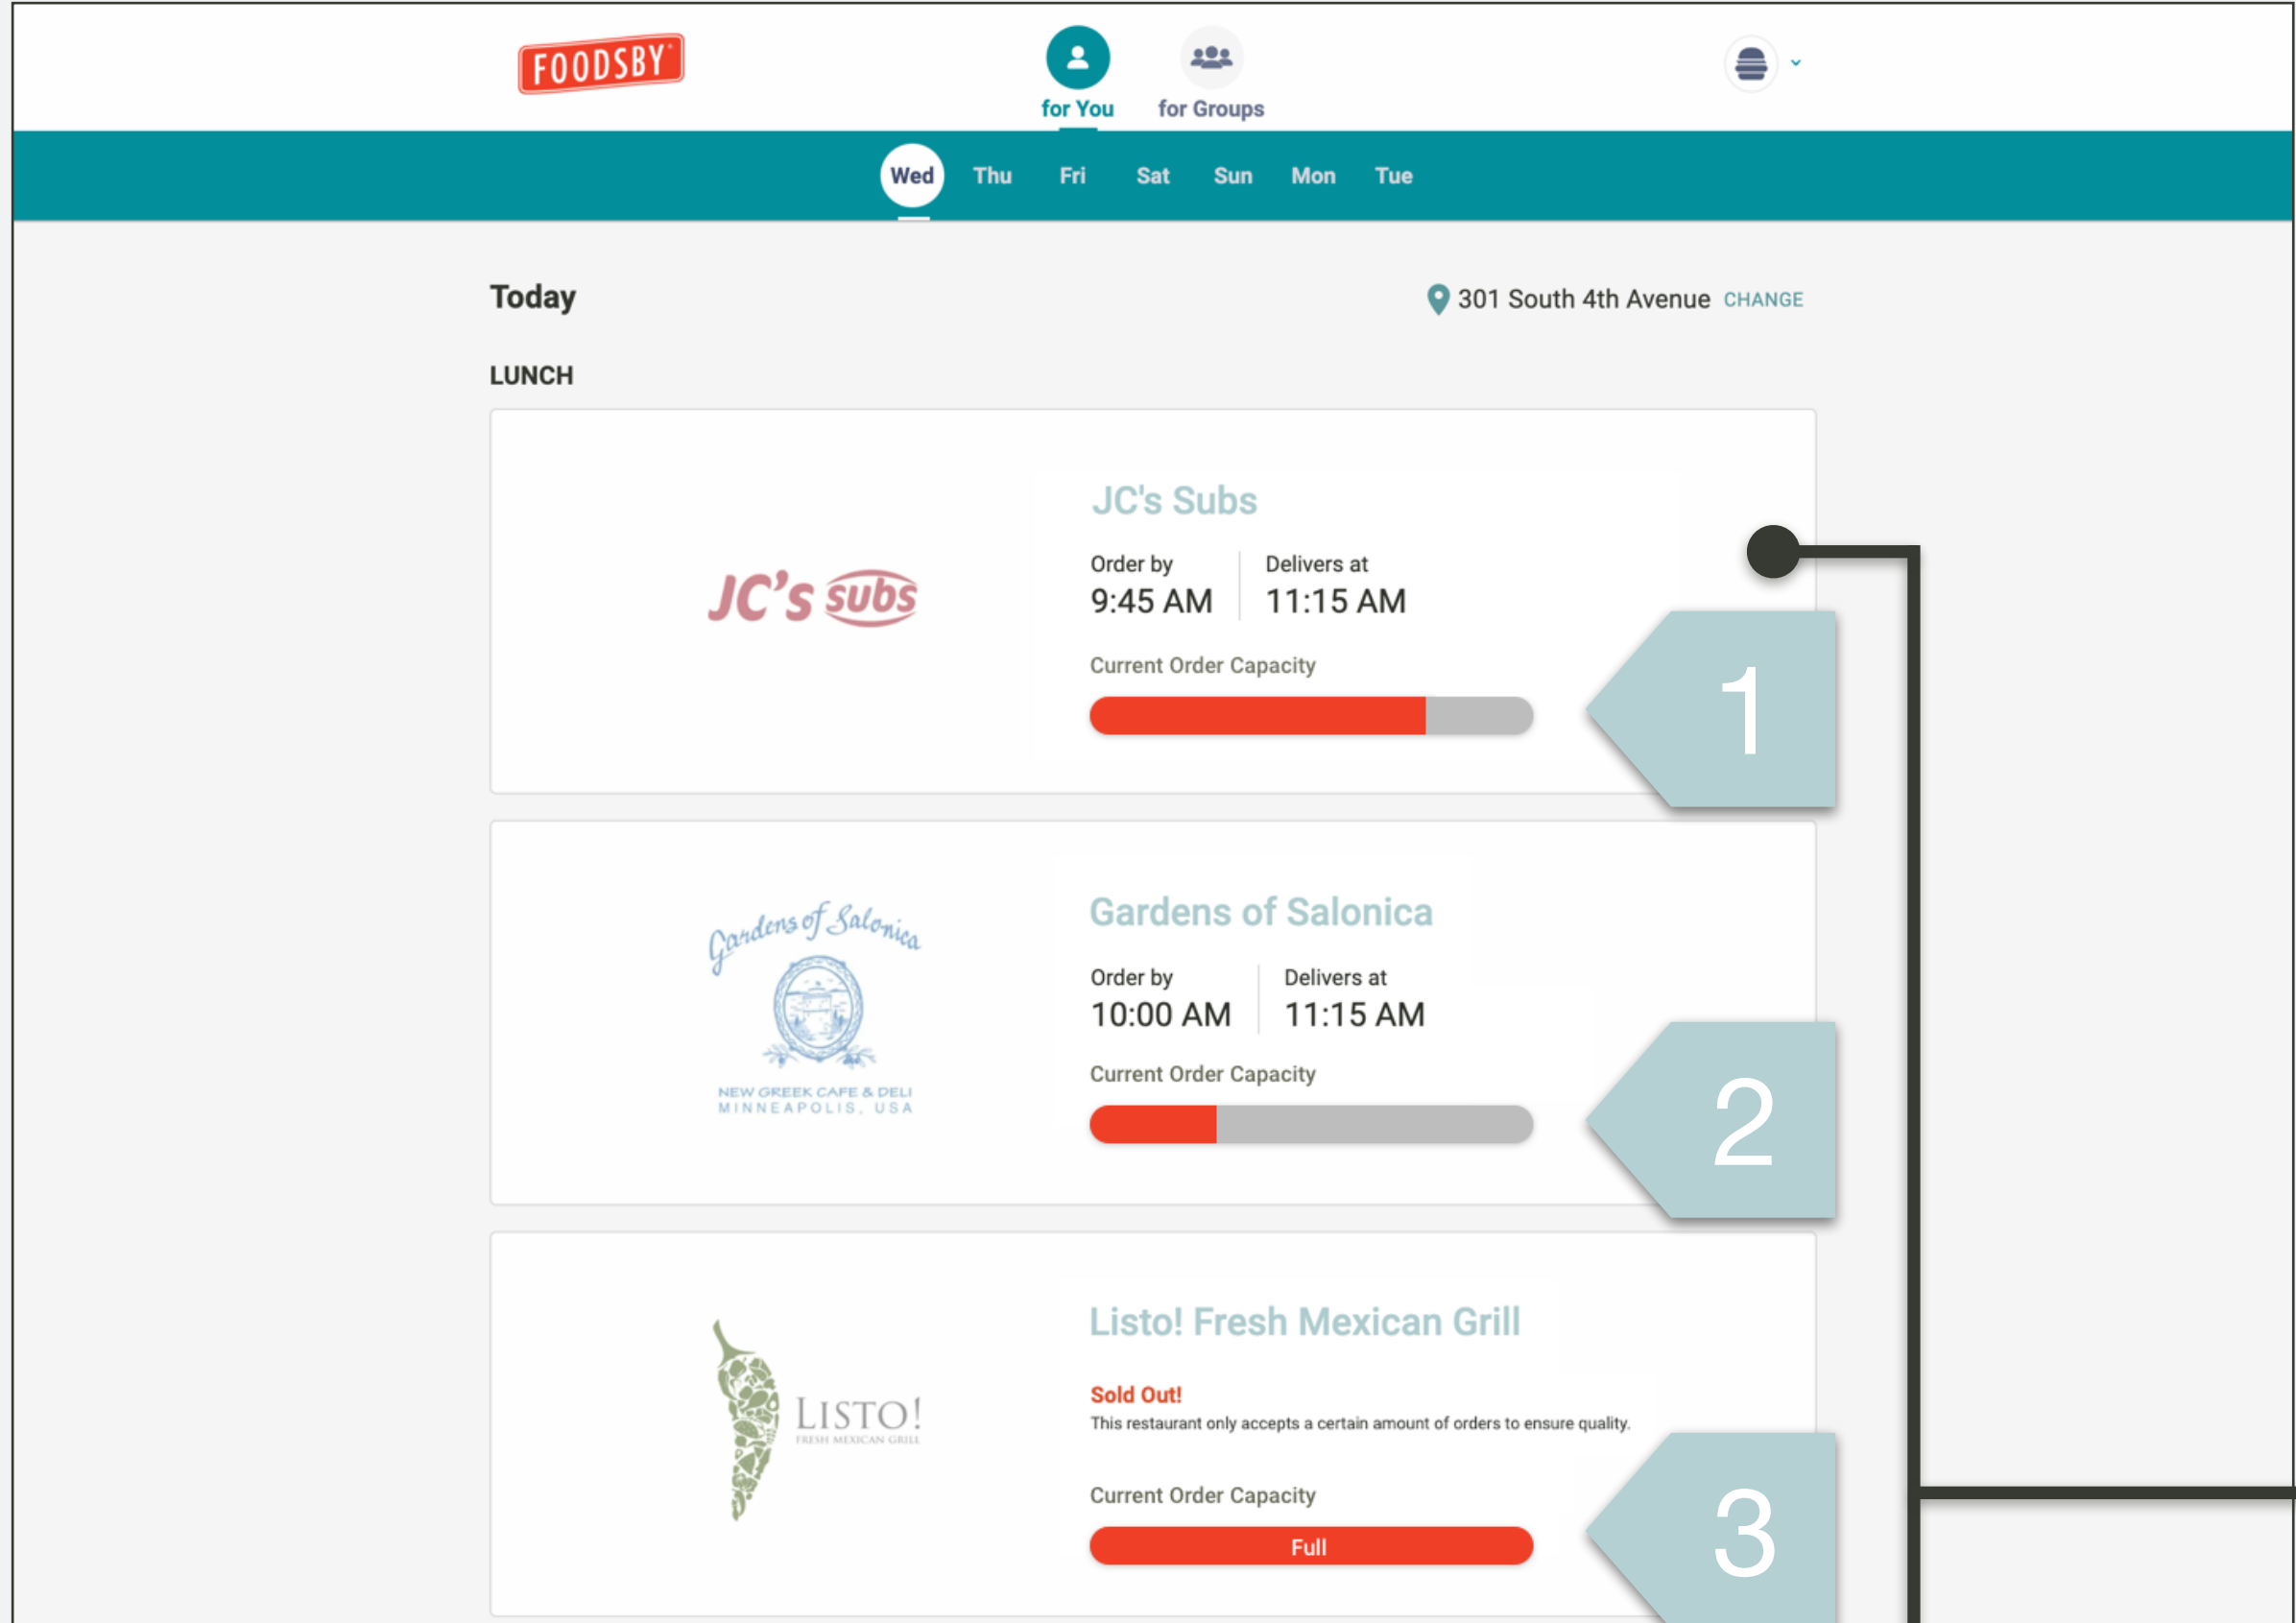 FOODSBY
for You for Groups
Wed Thu Fri Sat Sun Mon Tue
Today
301 South 4th Avenue CHANGE
LUNCH
JC's subs
JC's Subs
Order by Delivers at
9:45 AM 11:15 AM
Current Order Capacity
1
Gardens of Salonica
NEW GREEK CAFE & DELI
MINNEAPOLIS, USA
Gardens of Salonica
Order by Delivers at
10:00 AM 11:15 AM
Current Order Capacity
2
LISTO!
FRESH MEXICAN GRILL
Listo! Fresh Mexican Grill
Sold Out!
This restaurant only accepts a certain amount of orders to ensure quality.
Current Order Capacity
Full
3